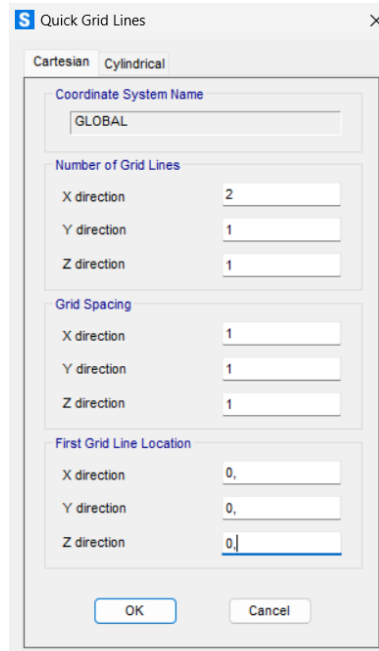 S Quick Grid Lines
Cartesian Cylindrical
Coordinate System Name
GLOBAL
Number of Grid Lines
X direction 2
Y direction 1
Z direction 1
Grid Spacing
X direction 1
Y direction 1
Z direction 1
First Grid Line Location
X direction 0,
Y direction 0,
Z direction 0,
OK Cancel